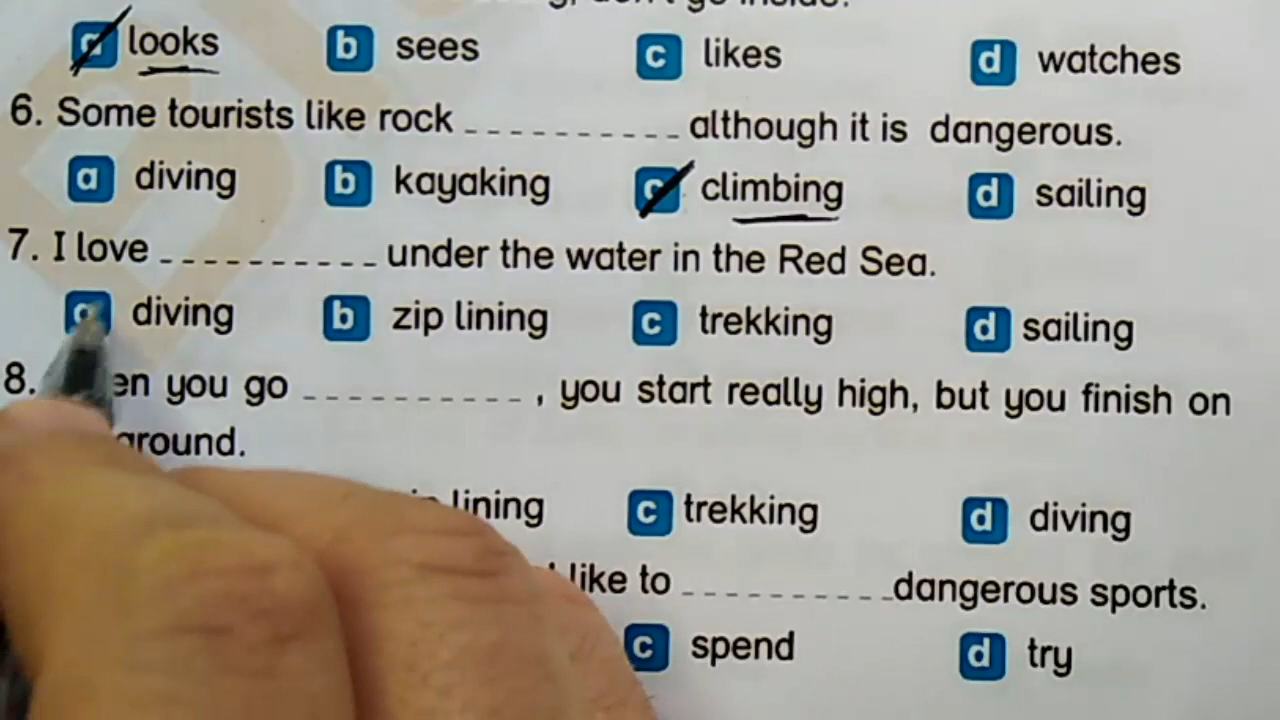 don't go inside.
a looks b sees c likes d watches
6. Some tourists like rock __________ although it is dangerous.
a diving b kayaking c climbing d sailing
7. I love __________ under the water in the Red Sea.
a diving b zip lining c trekking d sailing
8. en you go __________ , you start really high, but you finish on
ground.
lining c trekking d diving
like to __________ dangerous sports.
c spend d try